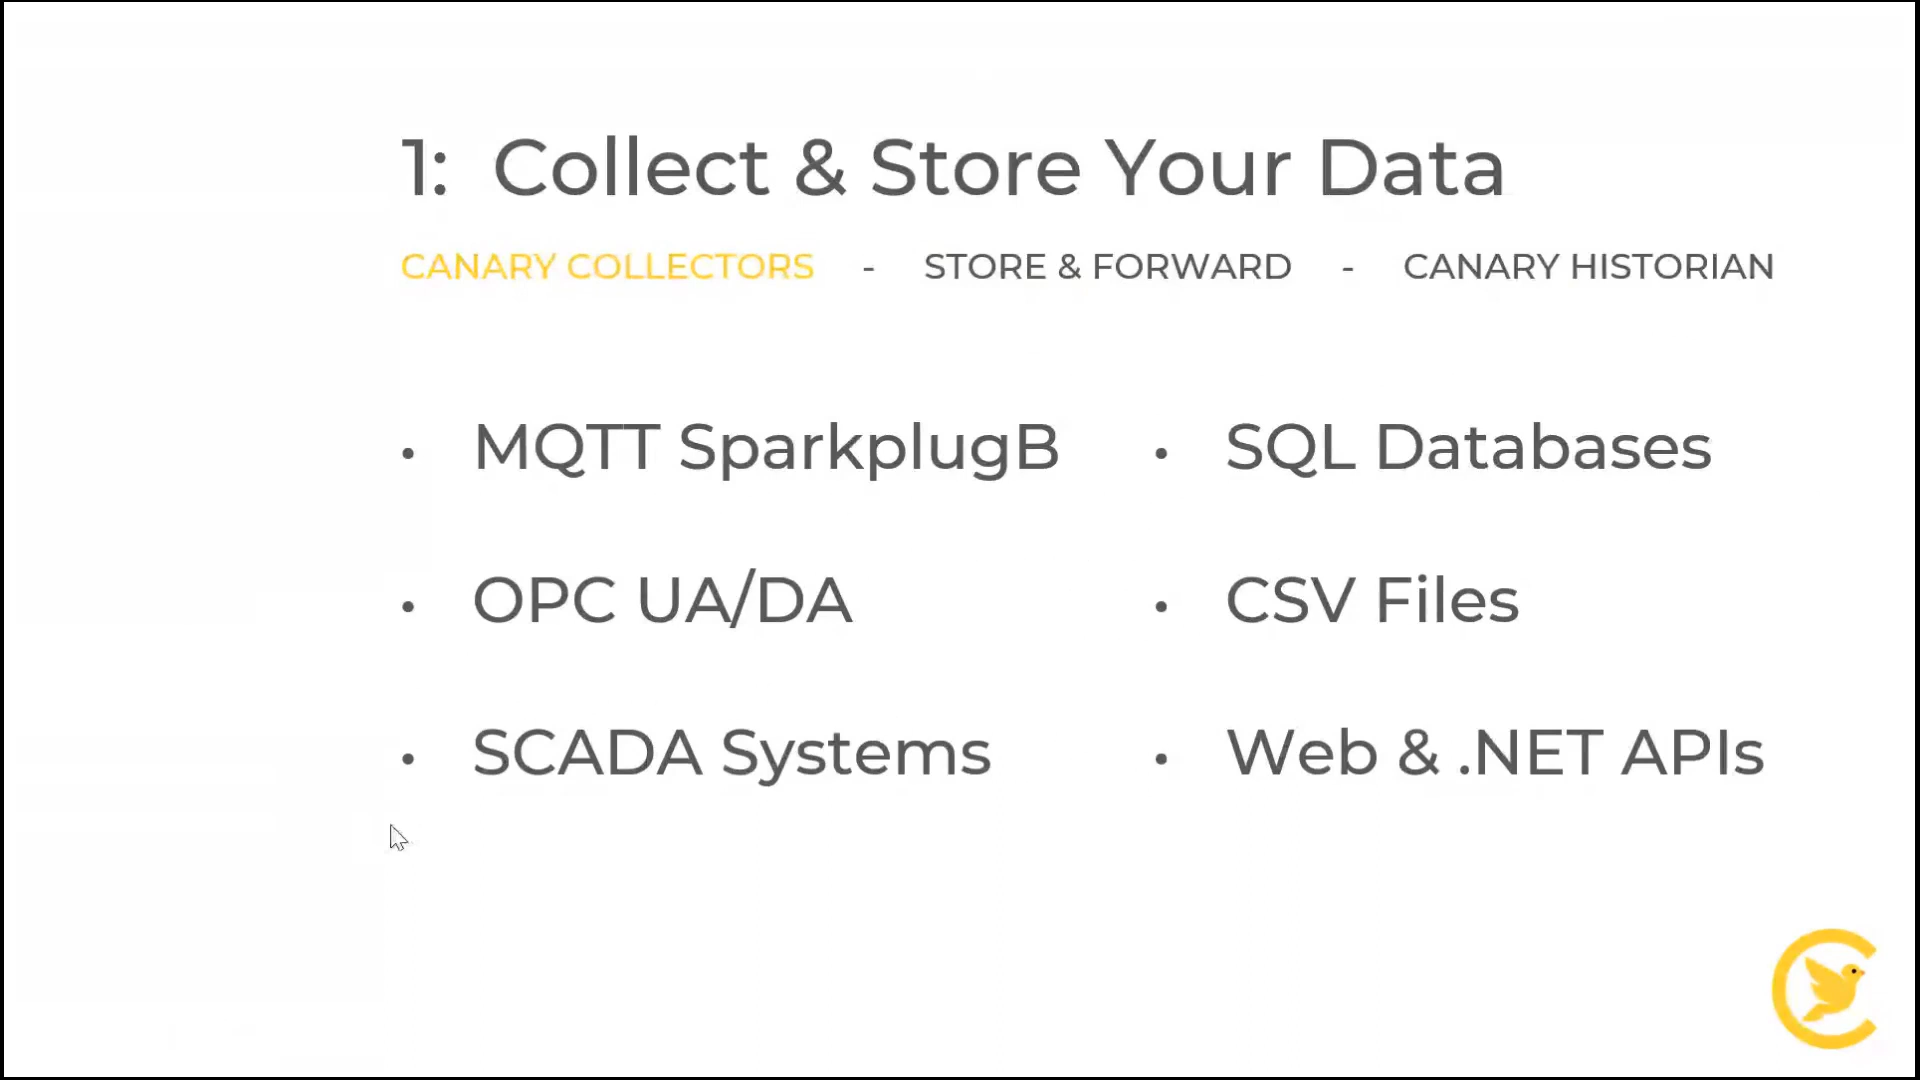 1: Collect & Store Your Data
CANARY COLLECTORS - STORE & FORWARD - CANARY HISTORIAN
• MQTT SparkplugB
• OPC UA/DA
• SCADA Systems
• SQL Databases
• CSV Files
• Web & .NET APIs